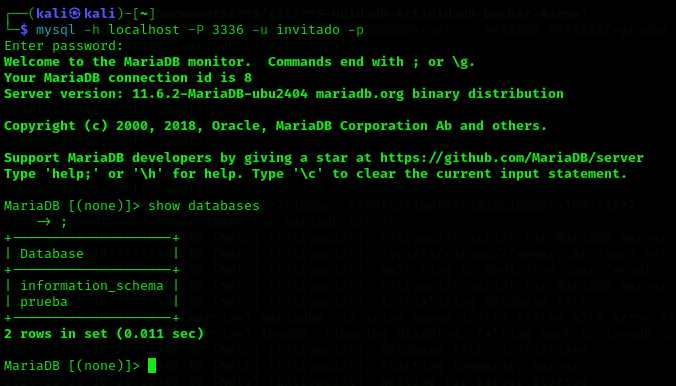 ┌──(kali㉿kali)-[~]
└─$ mysql -h localhost -P 3336 -u invitado -p
Enter password:
Welcome to the MariaDB monitor.  Commands end with ; or \g.
Your MariaDB connection id is 8
Server version: 11.6.2-MariaDB-ubu2404 mariadb.org binary distribution

Copyright (c) 2000, 2018, Oracle, MariaDB Corporation Ab and others.

Support MariaDB developers by giving a star at https://github.com/MariaDB/server
Type 'help;' or '\h' for help. Type '\c' to clear the current input statement.

MariaDB [(none)]> show databases
    -> ;
+--------------------+
| Database           |
+--------------------+
| information_schema |
| prueba             |
+--------------------+
2 rows in set (0.011 sec)

MariaDB [(none)]>